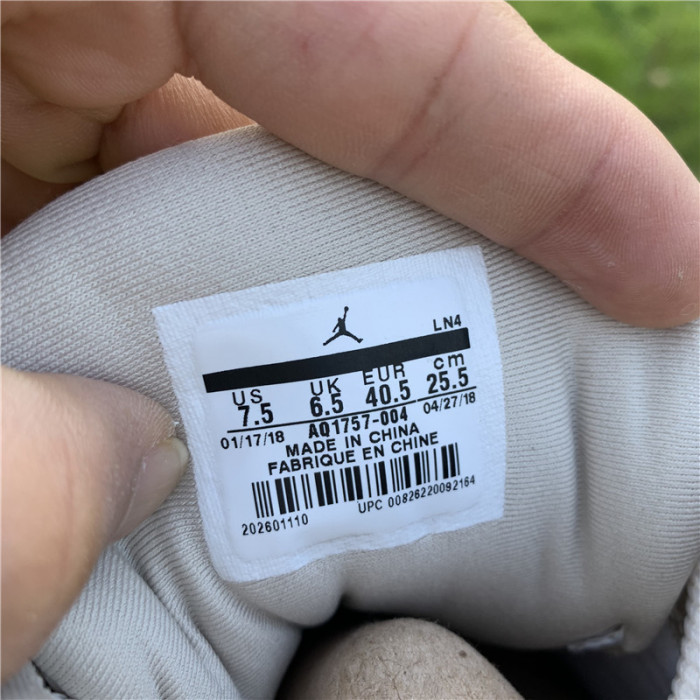 LN4
US UK EUR cm
7.5 6.5 40.5 25.5
01/17/18 AQ1757-004 04/27/18
MADE IN CHINA
FABRIQUE EN CHINE
202601110 UPC 00826220092164